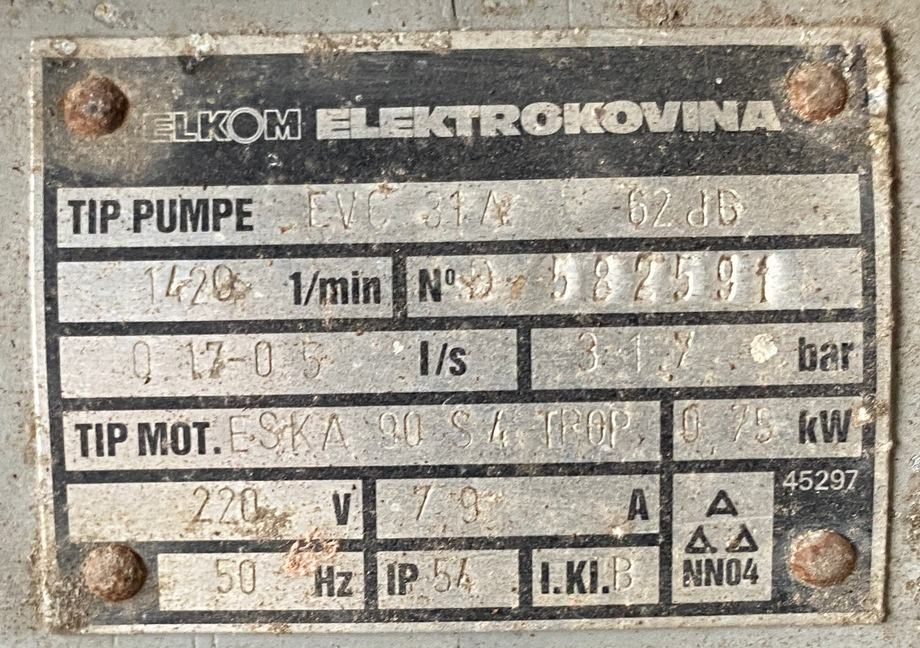 ELKOM ELEKTROKOVINA
TIP PUMPE EVC 31A 62dB
1420 1/min Nº D 582591
0 17-0 5 l/s 3-1 7 bar
TIP MOT. ESKA 90 S 4 TROP 0 75 kW
220 V 7 9 A
45297
50 Hz IP 54 I.KI. B NN04